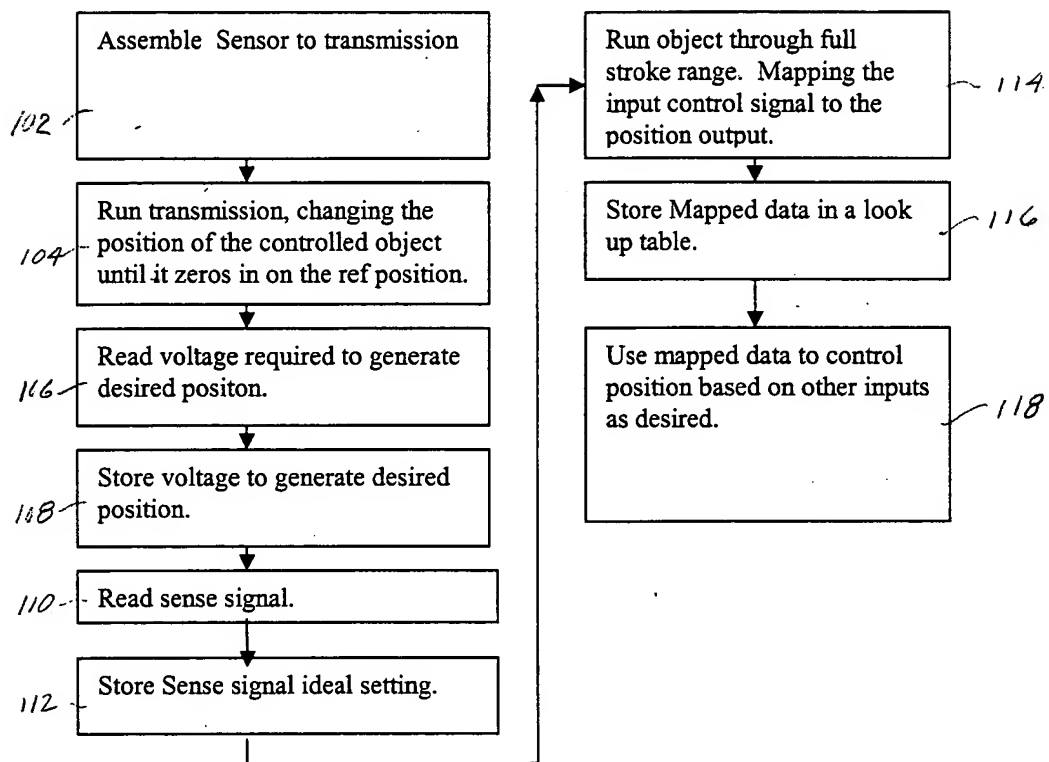 Assemble Sensor to transmission
102
Run transmission, changing the
position of the controlled object
until it zeros in on the ref position.
104
Read voltage required to generate
desired positon.
106
Store voltage to generate desired
position.
108
Read sense signal.
110
Store Sense signal ideal setting.
112
Run object through full
stroke range. Mapping the
input control signal to the
position output.
114
Store Mapped data in a look
up table.
116
Use mapped data to control
position based on other inputs
as desired.
118